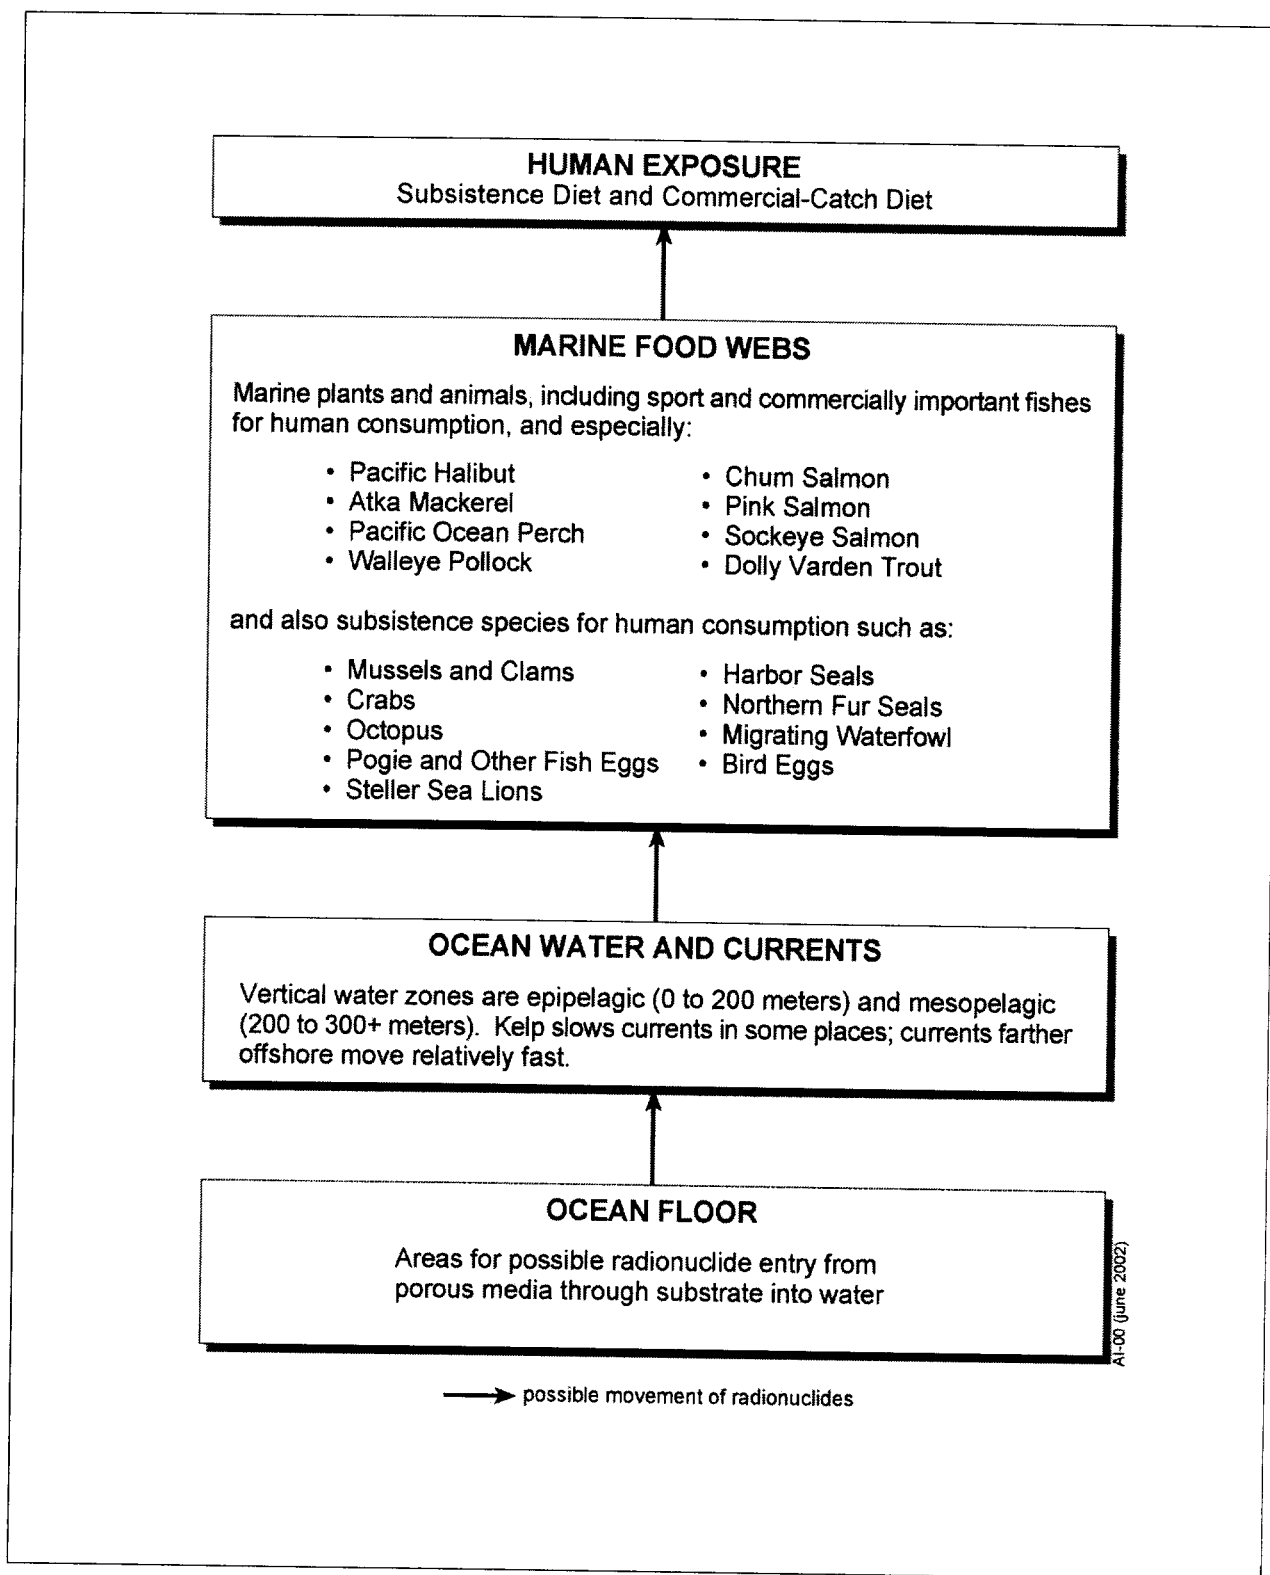 HUMAN EXPOSURE
Subsistence Diet and Commercial-Catch Diet
MARINE FOOD WEBS
Marine plants and animals, including sport and commercially important fishes
for human consumption, and especially:
• Pacific Halibut
• Atka Mackerel
• Pacific Ocean Perch
• Walleye Pollock
• Chum Salmon
• Pink Salmon
• Sockeye Salmon
• Dolly Varden Trout
and also subsistence species for human consumption such as:
• Mussels and Clams
• Crabs
• Octopus
• Pogie and Other Fish Eggs
• Steller Sea Lions
• Harbor Seals
• Northern Fur Seals
• Migrating Waterfowl
• Bird Eggs
OCEAN WATER AND CURRENTS
Vertical water zones are epipelagic (0 to 200 meters) and mesopelagic
(200 to 300+ meters). Kelp slows currents in some places; currents farther
offshore move relatively fast.
OCEAN FLOOR
Areas for possible radionuclide entry from
porous media through substrate into water
AI-00 (june 2002)
possible movement of radionuclides